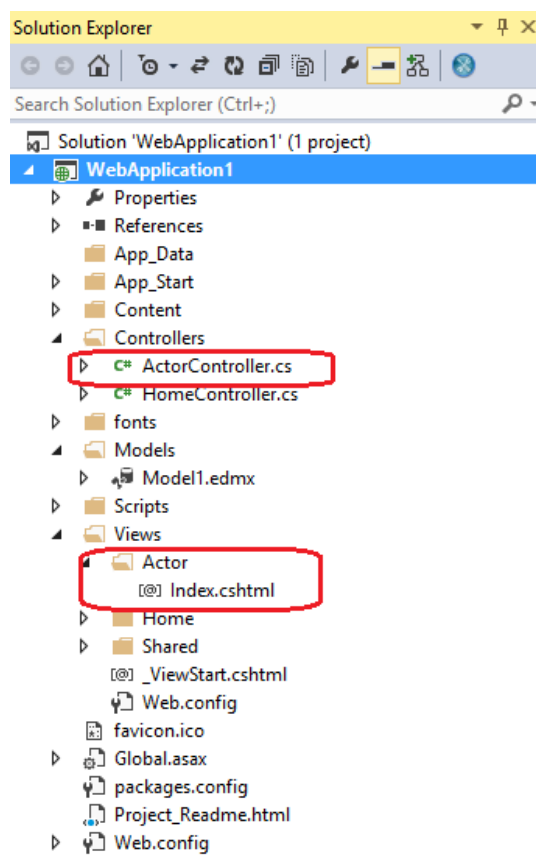 Solution Explorer
Search Solution Explorer (Ctrl+;)
Solution 'WebApplication1' (1 project)
WebApplication1
Properties
References
App_Data
App_Start
Content
Controllers
C# ActorController.cs
C# HomeController.cs
fonts
Models
Model1.edmx
Scripts
Views
Actor
[@] Index.cshtml
Home
Shared
[@] _ViewStart.cshtml
Web.config
favicon.ico
Global.asax
packages.config
Project_Readme.html
Web.config